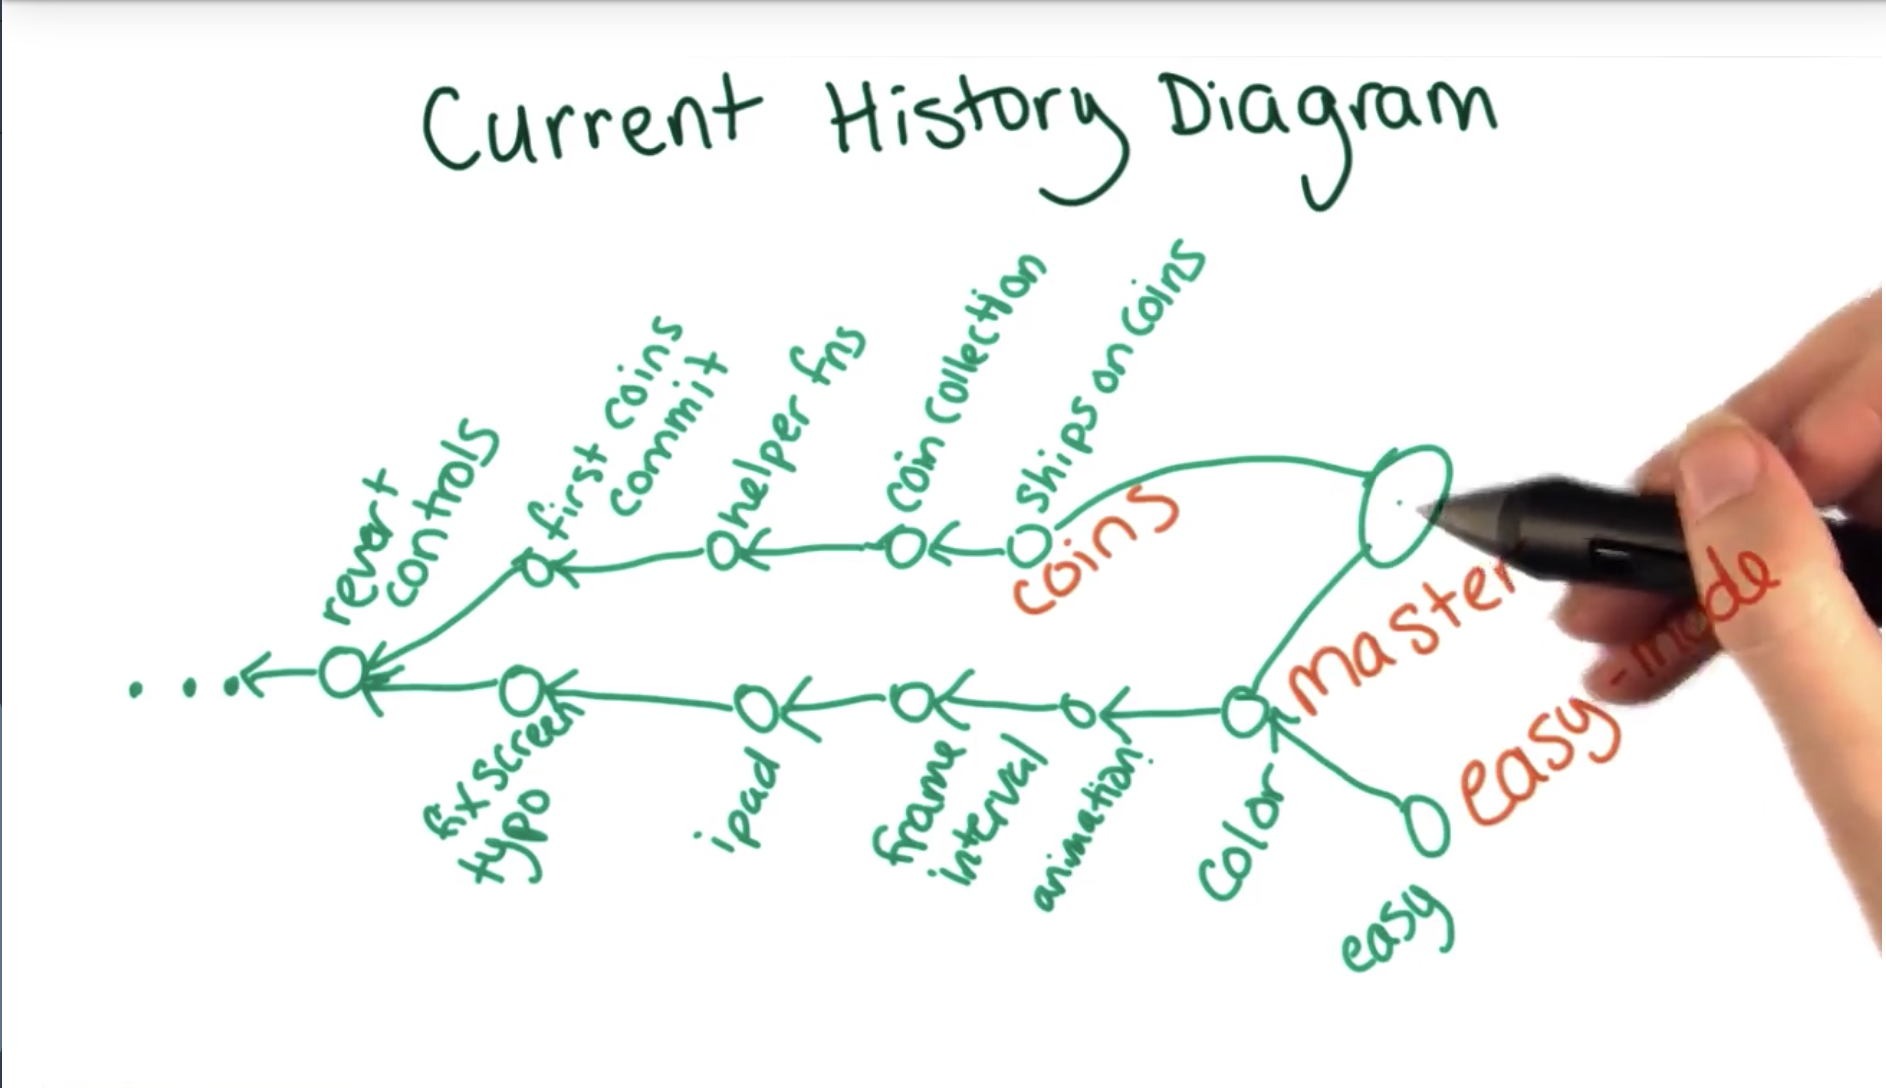 Current History Diagram
revert
controls
first coins
commit
helper fns
coin collection
ships on coins
coins
master
easy-mode
fix screen
typo
ipad
frame
interval
animation
color
easy